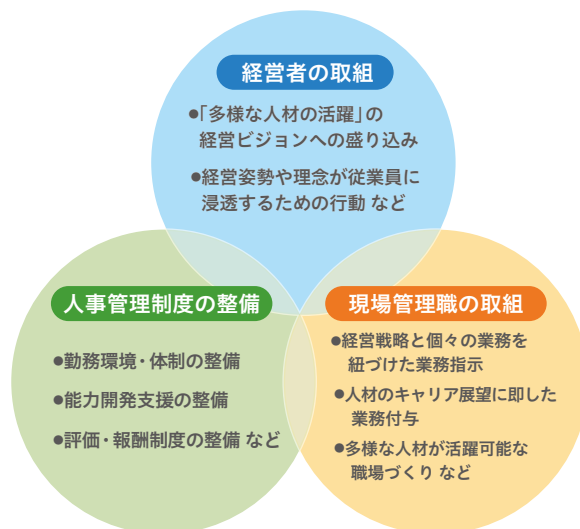 経営者の取組
●「多様な人材の活躍」の
経営ビジョンへの盛り込み
●経営姿勢や理念が従業員に
浸透するための行動 など
人事管理制度の整備
●勤務環境・体制の整備
●能力開発支援の整備
●評価・報酬制度の整備 など
現場管理職の取組
●経営戦略と個々の業務を
紐づけた業務指示
●人材のキャリア展望に即した
業務付与
●多様な人材が活躍可能な
職場づくり など